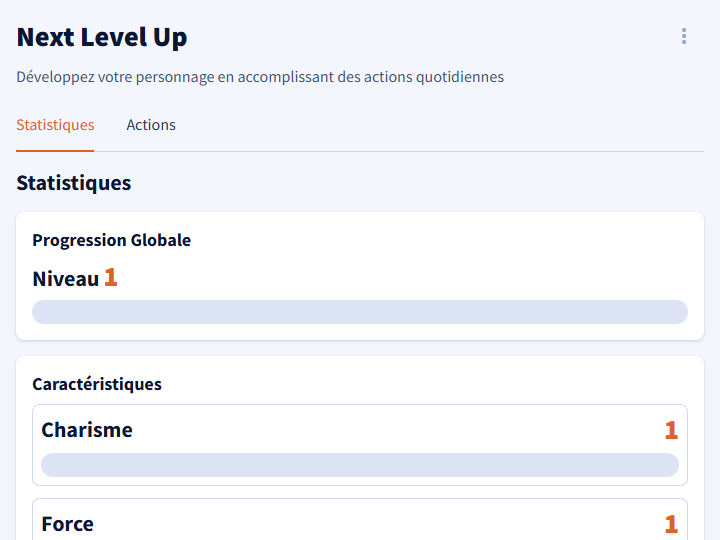 Next Level Up
Développez votre personnage en accomplissant des actions quotidiennes
Statistiques Actions
Statistiques
Progression Globale
Niveau 1
Caractéristiques
Charisme 1
Force 1